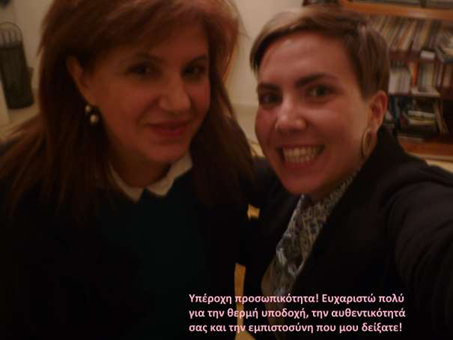 Υπέροχη προσωπικότητα! Ευχαριστώ πολύ
για την θερμή υποδοχή, την αυθεντικότητά
σας και την εμπιστοσύνη που μου δείξατε!